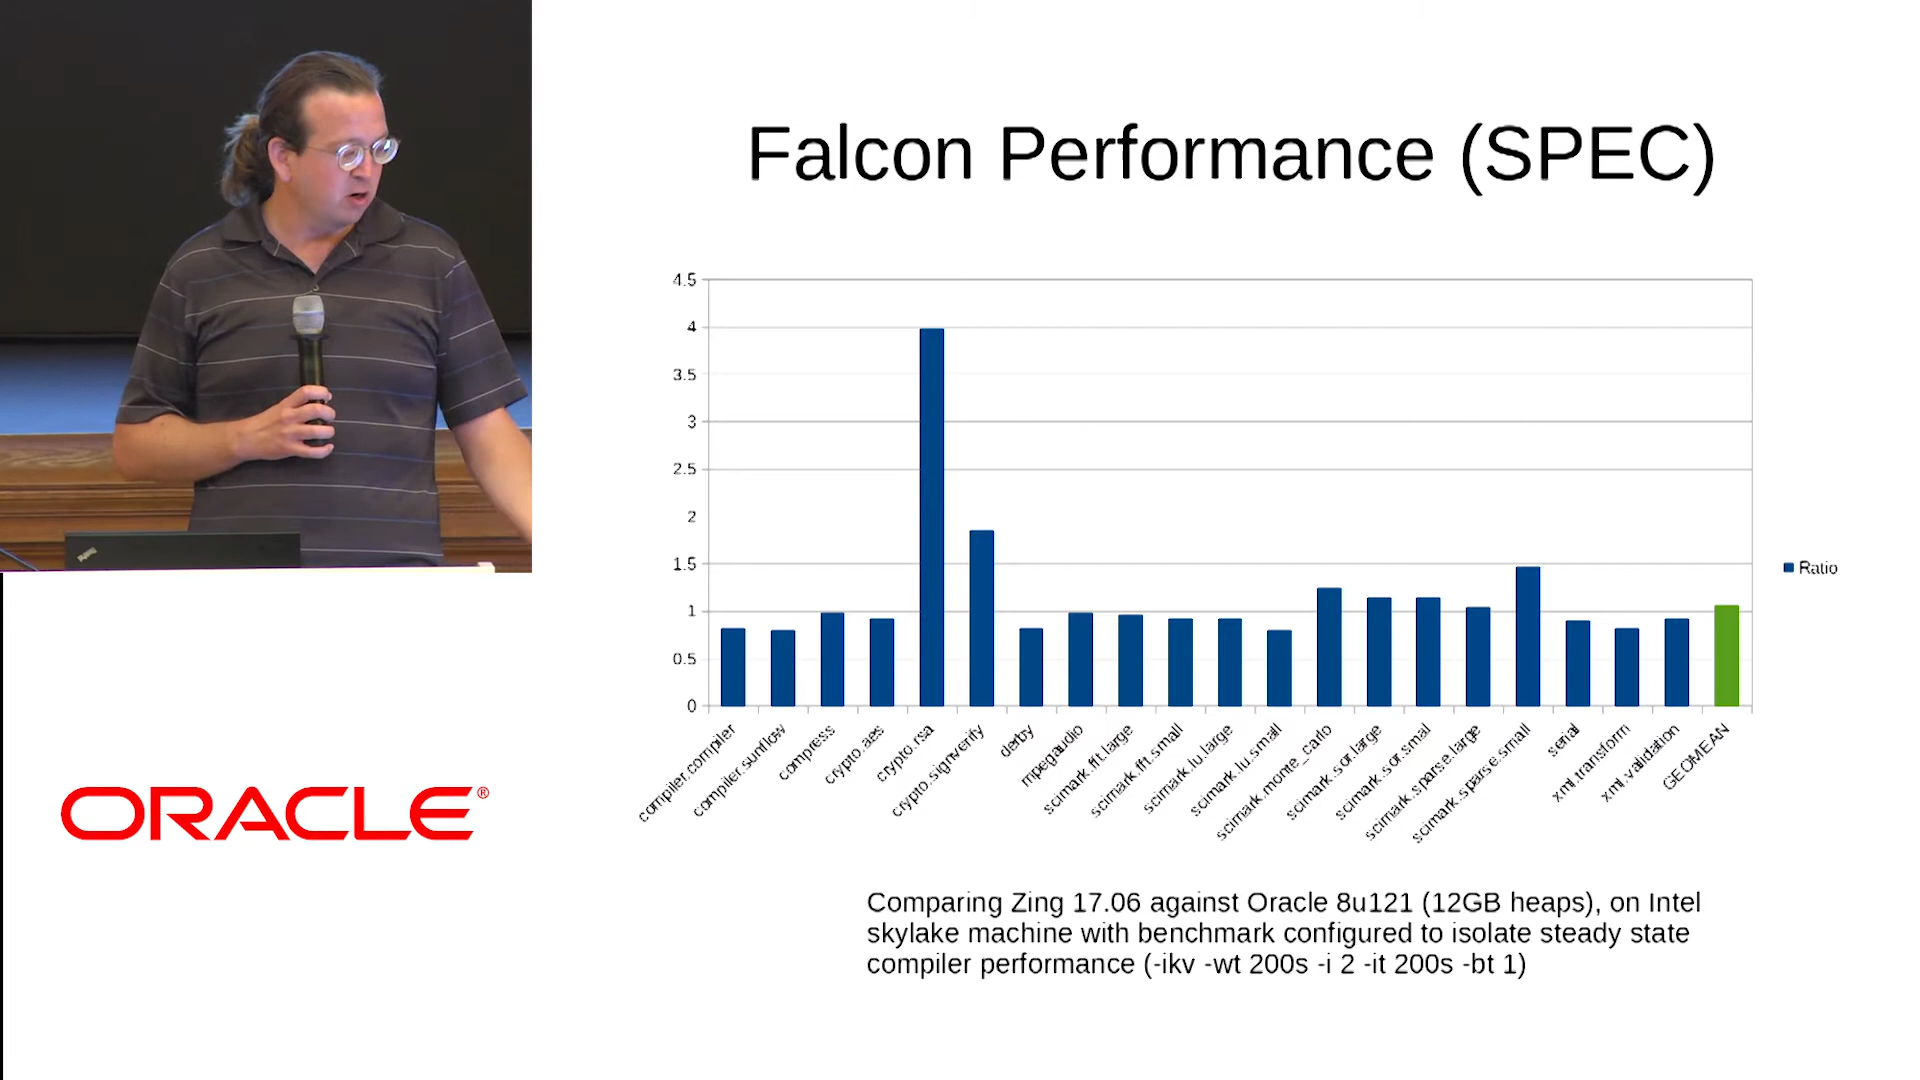 Falcon Performance (SPEC)
4.5
4
3.5
3
2.5
2
1.5
1
0.5
0
compiler.compiler
compiler.sunflow
compress
crypto.aes
crypto.rsa
crypto.signverify
derby
mpegaudio
scimark.fft.large
scimark.fft.small
scimark.lu.large
scimark.lu.small
scimark.monte_carlo
scimark.sor.large
scimark.sor.small
scimark.sparse.large
scimark.sparse.small
serial
xml.transform
xml.validation
GEOMEAN
Ratio
ORACLE®
Comparing Zing 17.06 against Oracle 8u121 (12GB heaps), on Intel
skylake machine with benchmark configured to isolate steady state
compiler performance (-ikv -wt 200s -i 2 -it 200s -bt 1)